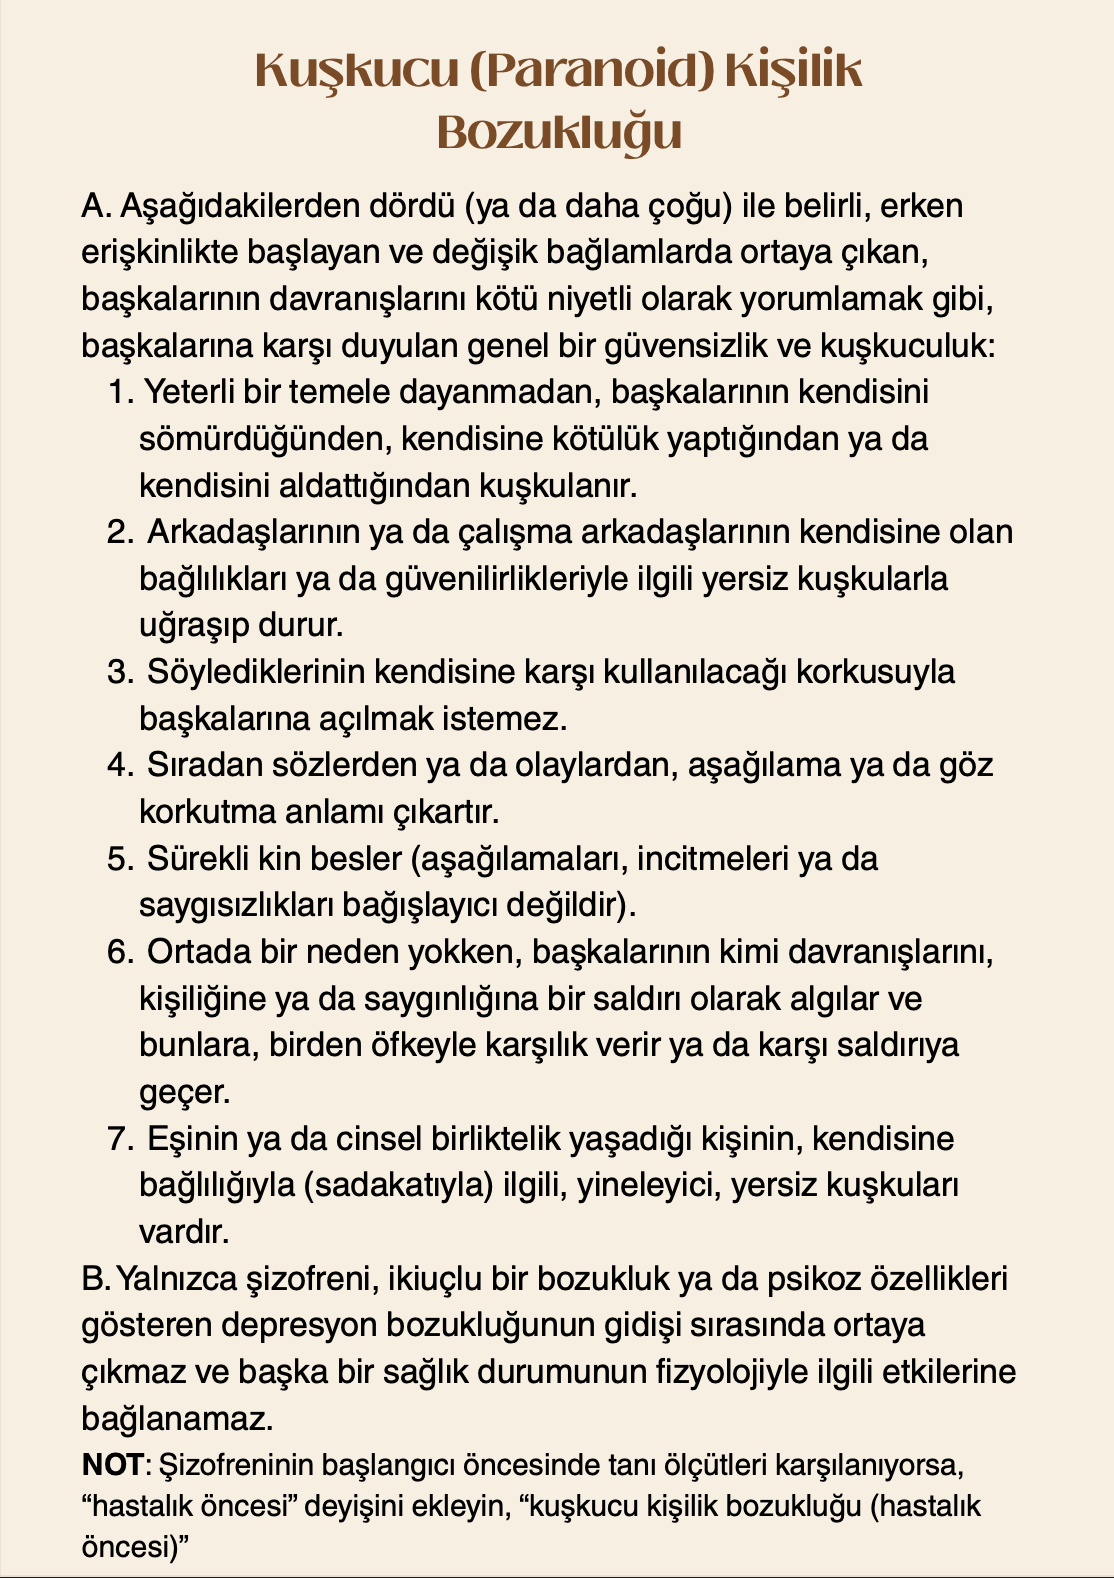 Kuşkucu (Paranoid) Kişilik
Bozukluğu
A. Aşağıdakilerden dördü (ya da daha çoğu) ile belirli, erken
erişkinlikte başlayan ve değişik bağlamlarda ortaya çıkan,
başkalarının davranışlarını kötü niyetli olarak yorumlamak gibi,
başkalarına karşı duyulan genel bir güvensizlik ve kuşkuculuk:
1. Yeterli bir temele dayanmadan, başkalarının kendisini
sömürdüğünden, kendisine kötülük yaptığından ya da
kendisini aldattığından kuşkulanır.
2. Arkadaşlarının ya da çalışma arkadaşlarının kendisine olan
bağlılıkları ya da güvenilirlikleriyle ilgili yersiz kuşkularla
uğraşıp durur.
3. Söylediklerinin kendisine karşı kullanılacağı korkusuyla
başkalarına açılmak istemez.
4. Sıradan sözlerden ya da olaylardan, aşağılama ya da göz
korkutma anlamı çıkartır.
5. Sürekli kin besler (aşağılamaları, incitmeleri ya da
saygısızlıkları bağışlayıcı değildir).
6. Ortada bir neden yokken, başkalarının kimi davranışlarını,
kişiliğine ya da saygınlığına bir saldırı olarak algılar ve
bunlara, birden öfkeyle karşılık verir ya da karşı saldırıya
geçer.
7. Eşinin ya da cinsel birliktelik yaşadığı kişinin, kendisine
bağlılığıyla (sadakatıyla) ilgili, yineleyici, yersiz kuşkuları
vardır.
B. Yalnızca şizofreni, ikiuçlu bir bozukluk ya da psikoz özellikleri
gösteren depresyon bozukluğunun gidişi sırasında ortaya
çıkmaz ve başka bir sağlık durumunun fizyolojiyle ilgili etkilerine
bağlanamaz.
NOT: Şizofreninin başlangıcı öncesinde tanı ölçütleri karşılanıyorsa,
“hastalık öncesi” deyişini ekleyin, “kuşkucu kişilik bozukluğu (hastalık
öncesi)”